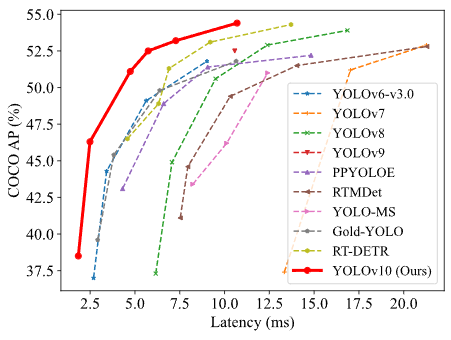 55.0
52.5
50.0
47.5
45.0
42.5
40.0
37.5
COCO AP (%)
YOLOv6-v3.0
YOLOv7
YOLOv8
YOLOv9
PPYOLOE
RTMDet
YOLO-MS
Gold-YOLO
RT-DETR
YOLOv10 (Ours)
2.5 5.0 7.5 10.0 12.5 15.0 17.5 20.0
Latency (ms)